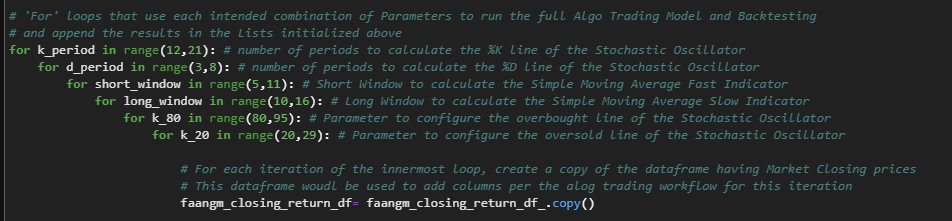 # 'For' loops that use each intended combination of Parameters to run the full Algo Trading Model and Backtesting
# and append the results in the Lists initialized above
for k_period in range(12,21): # number of periods to calculate the %K line of the Stochastic Oscillator
for d_period in range(3,8): # number of periods to calculate the %D line of the Stochastic Oscillator
for short_window in range(5,11): # Short Window to calculate the Simple Moving Average Fast Indicator
for long_window in range(10,16): # Long Window to calculate the Simple Moving Average Slow Indicator
for k_80 in range(80,95): # Parameter to configure the overbought line of the Stochastic Oscillator
for k_20 in range(20,29): # Parameter to configure the oversold line of the Stochastic Oscillator
# For each iteration of the innermost loop, create a copy of the dataframe having Market Closing prices
# This dataframe woudl be used to add columns per the alog trading workflow for this iteration
faangm_closing_return_df= faangm_closing_return_df_.copy()